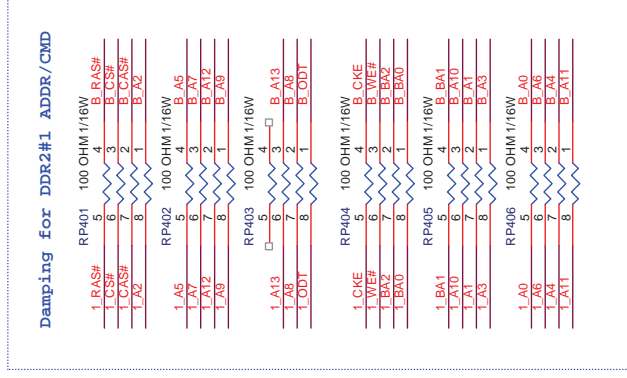 Damping for DDR2#1 ADDR/CMD
RP401 100 OHM 1/16W
1_RAS# 5 4 B_RAS#
1_CS# 6 3 B_CS#
1_CAS# 7 2 B_CAS#
1_A2 8 1 B_A2
RP402 100 OHM 1/16W
1_A5 5 4 B_A5
1_A7 6 3 B_A7
1_A12 7 2 B_A12
1_A9 8 1 B_A9
RP403 100 OHM 1/16W
5 4
1_A13 6 3 B_A13
1_A8 7 2 B_A8
1_ODT 8 1 B_ODT
RP404 100 OHM 1/16W
1_CKE 5 4 B_CKE
1_WE# 6 3 B_WE#
1_BA2 7 2 B_BA2
1_BA0 8 1 B_BA0
RP405 100 OHM 1/16W
1_BA1 5 4 B_BA1
1_A10 6 3 B_A10
1_A1 7 2 B_A1
1_A3 8 1 B_A3
RP406 100 OHM 1/16W
1_A0 5 4 B_A0
1_A6 6 3 B_A6
1_A4 7 2 B_A4
1_A11 8 1 B_A11